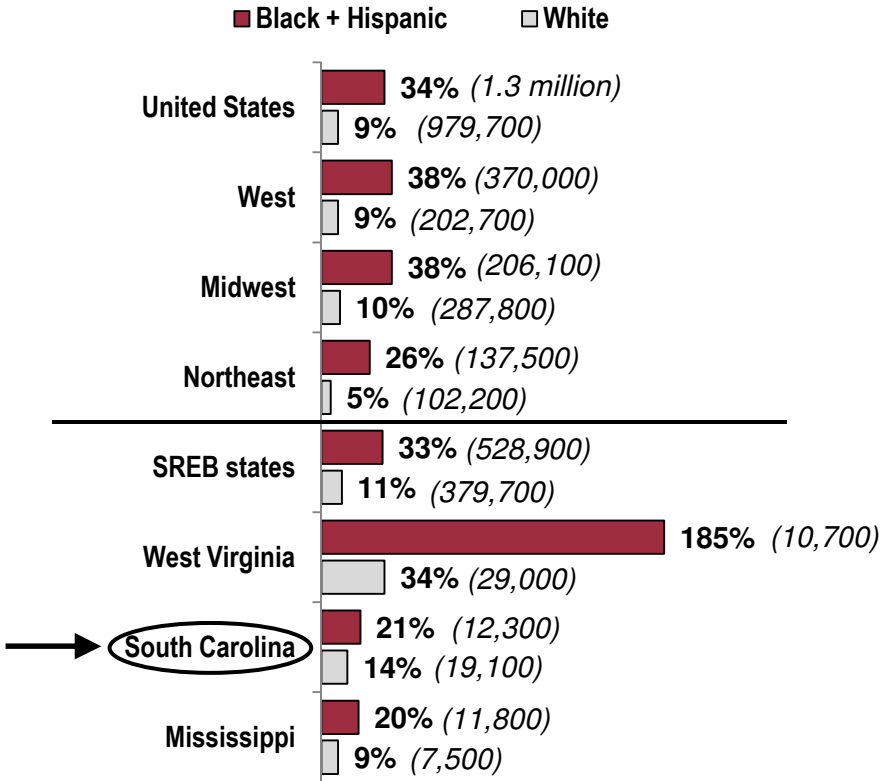 Black + Hispanic White
United States
34% (1.3 million)
9% (979,700)
West
38% (370,000)
9% (202,700)
Midwest
38% (206,100)
10% (287,800)
Northeast
26% (137,500)
5% (102,200)
SREB states
33% (528,900)
11% (379,700)
West Virginia
185% (10,700)
34% (29,000)
South Carolina
21% (12,300)
14% (19,100)
Mississippi
20% (11,800)
9% (7,500)